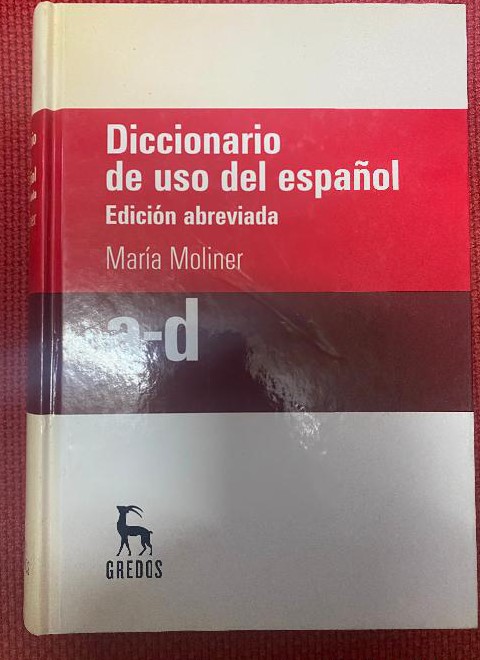 Diccionario
de uso del español
Edición abreviada
María Moliner
a-d
GREDOS